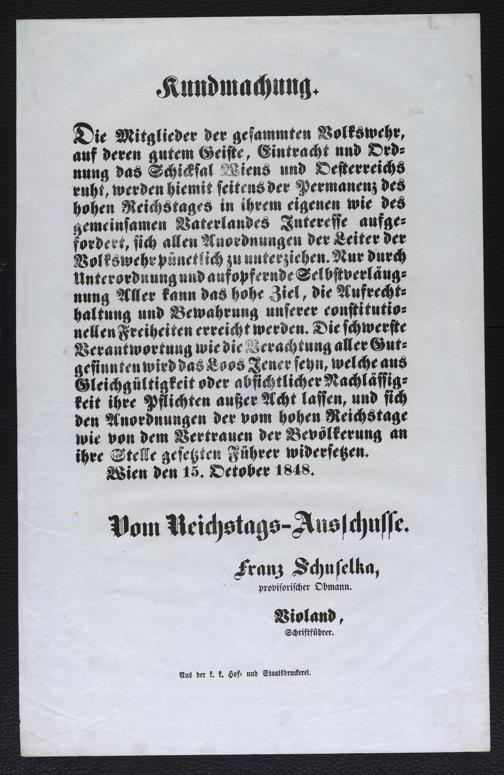 Kundmachung.
Die Mitglieder der gesammten Volkswehr,
auf deren gutem Geiste, Eintracht und Ord-
nung das Schicksal Wiens und Oesterreichs
ruht, werden hiemit seitens der Permanenz des
hohen Reichstages in ihrem eigenen wie des
gemeinsamen Vaterlandes Interesse aufge-
fordert, sich allen Anordnungen der Leiter der
Volkswehr pünctlich zu unterziehen. Nur durch
Unterordnung und aufopfernde Selbstverläug-
nung Aller kann das hohe Ziel, die Aufrecht-
haltung und Bewahrung unserer constitutio-
nellen Freiheiten erreicht werden. Die schwerste
Verantwortung wie die Verachtung aller Gut-
gesinnten wird das Loos Jener seyn, welche aus
Gleichgültigkeit oder absichtlicher Nachlässig-
keit ihre Pflichten außer Acht lassen, und sich
den Anordnungen der vom hohen Reichstage
wie von dem Vertrauen der Bevölkerung an
ihre Stelle gesetzten Führer widersetzen.
Wien den 15. October 1848.
Vom Reichstags-Ausschusse.
Franz Schuselka,
provisorischer Obmann.
Violand,
Schriftführer.
Aus der k. k. Hof- und Staatsdruckerei.